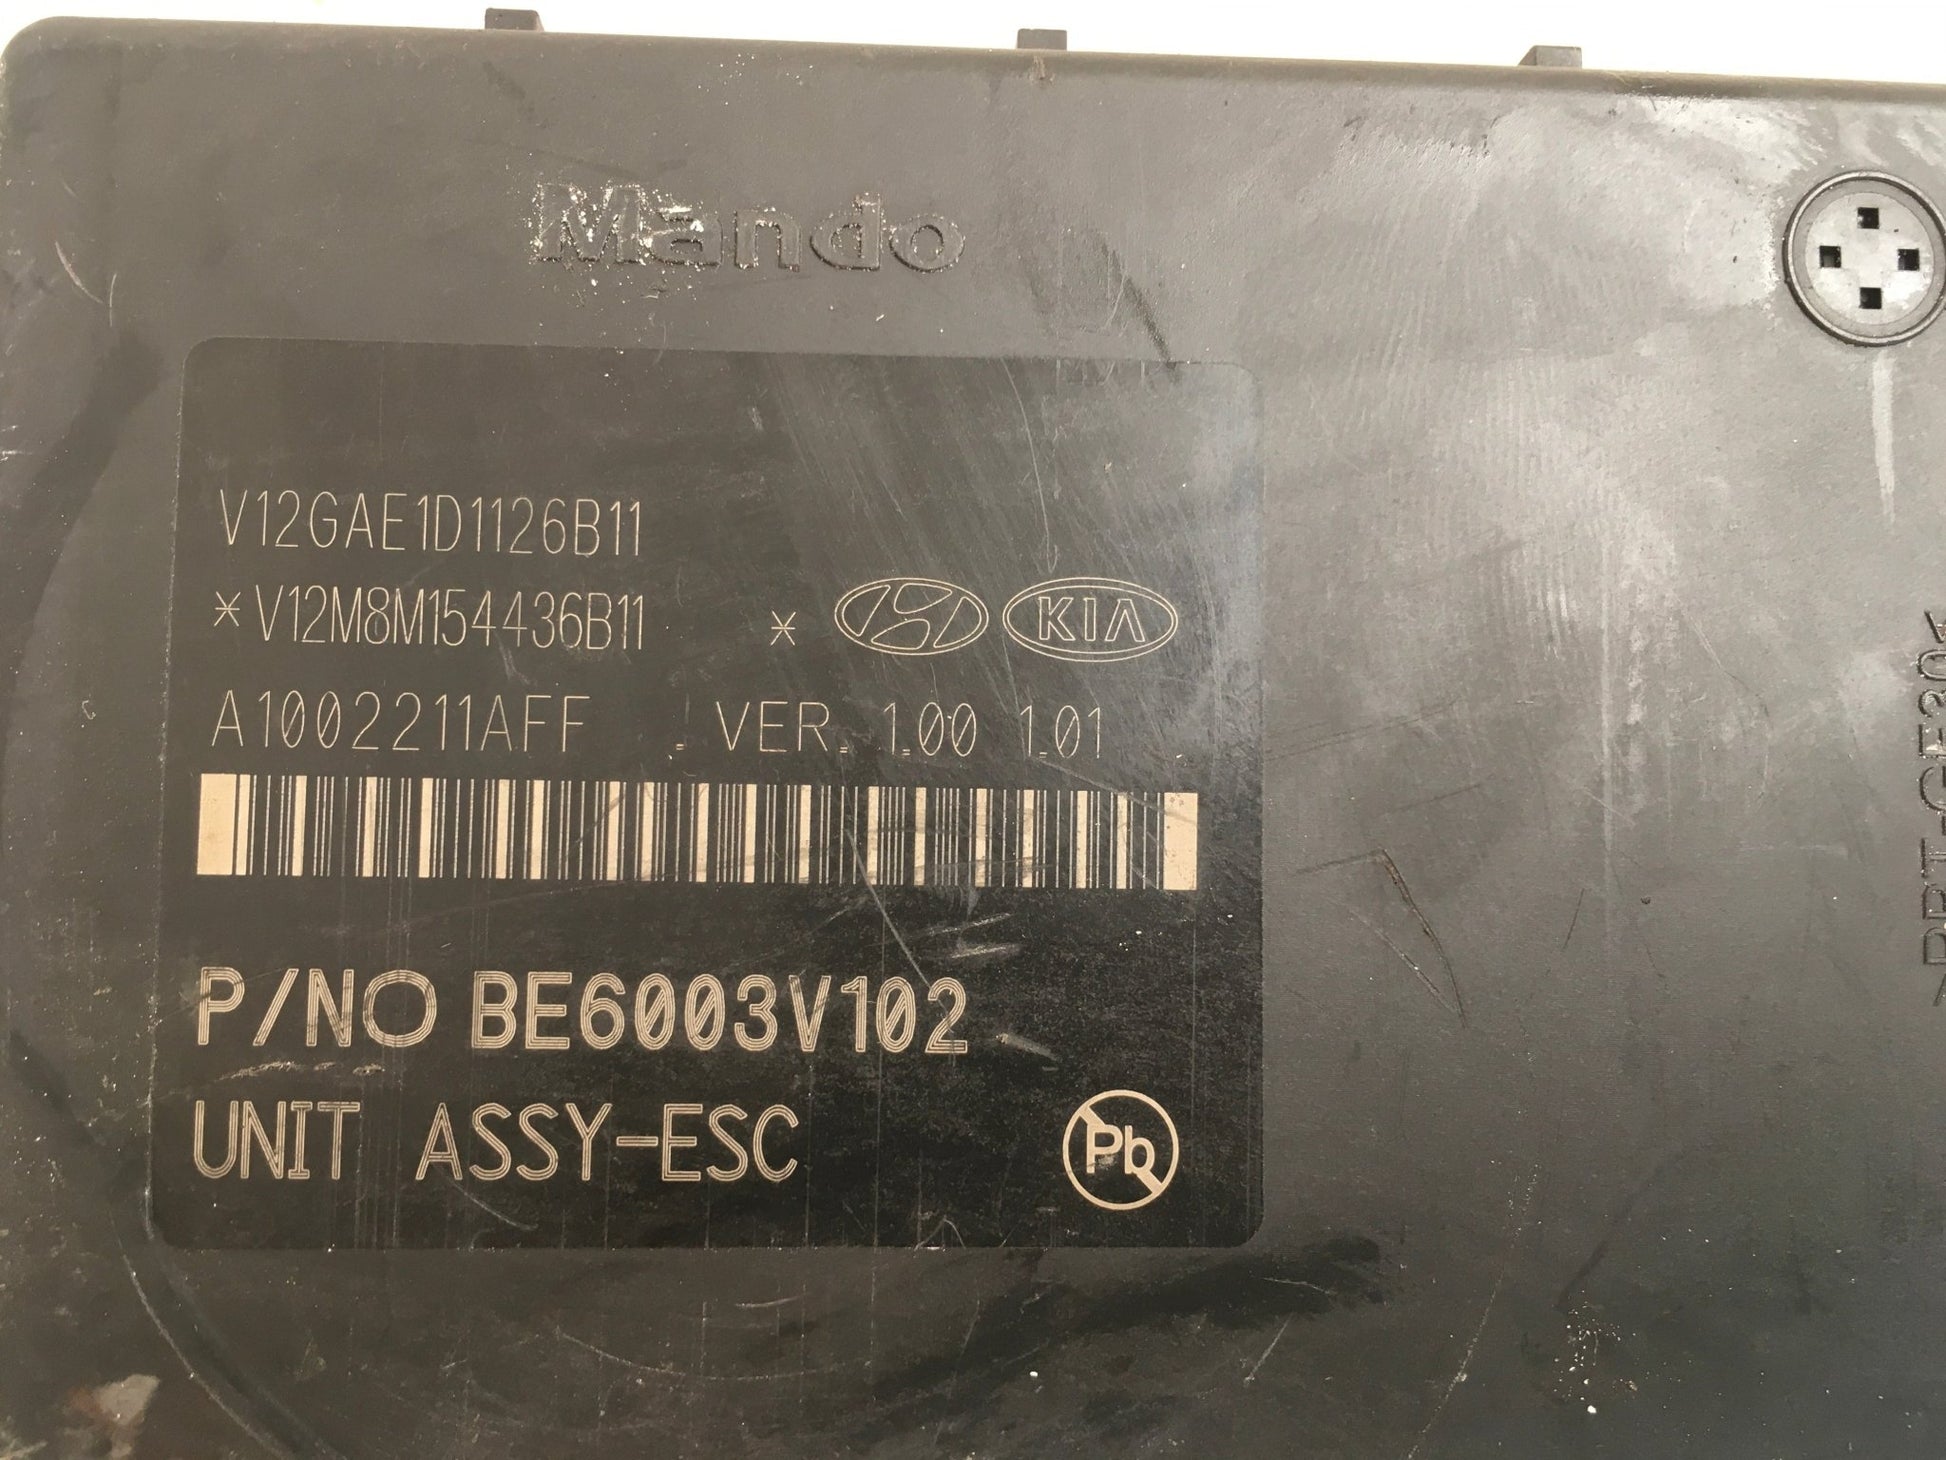 Mando
V12GAE1D1126B11
*V12M8M154436B11 * KIA
A1002211AFF . VER. 1.00 1.01 .
P/NO BE6003V102
UNIT ASSY-ESC
Pb